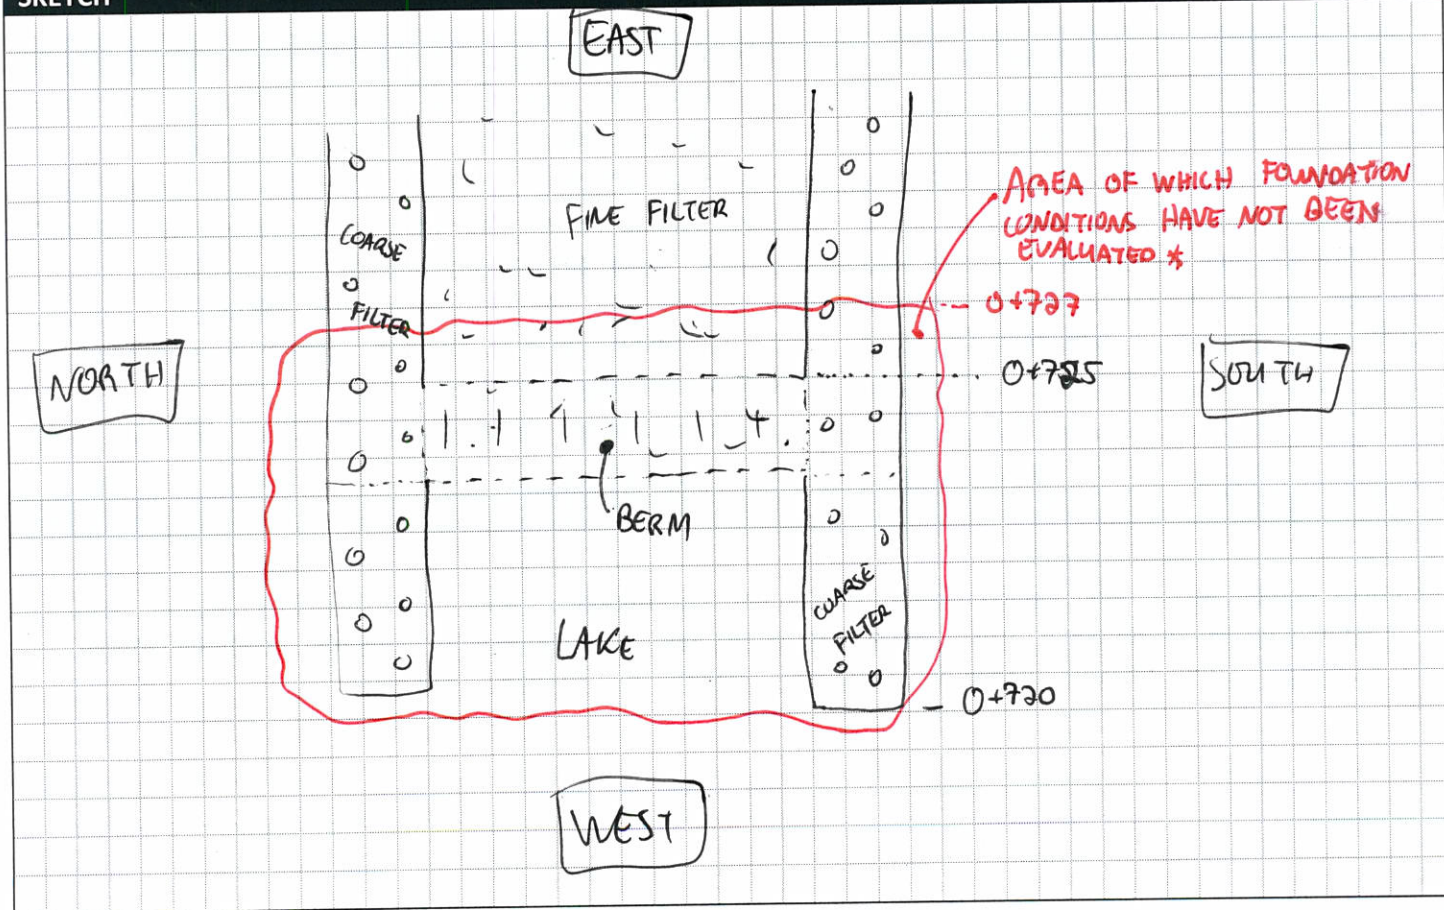 SKETCH
EAST
AREA OF WHICH FOUNDATION
CONDITIONS HAVE NOT BEEN
EVALUATED *
FINE FILTER
COARSE
FILTER
0+727
NORTH
0+725
SOUTH
BERM
COARSE
FILTER
LAKE
0+720
WEST